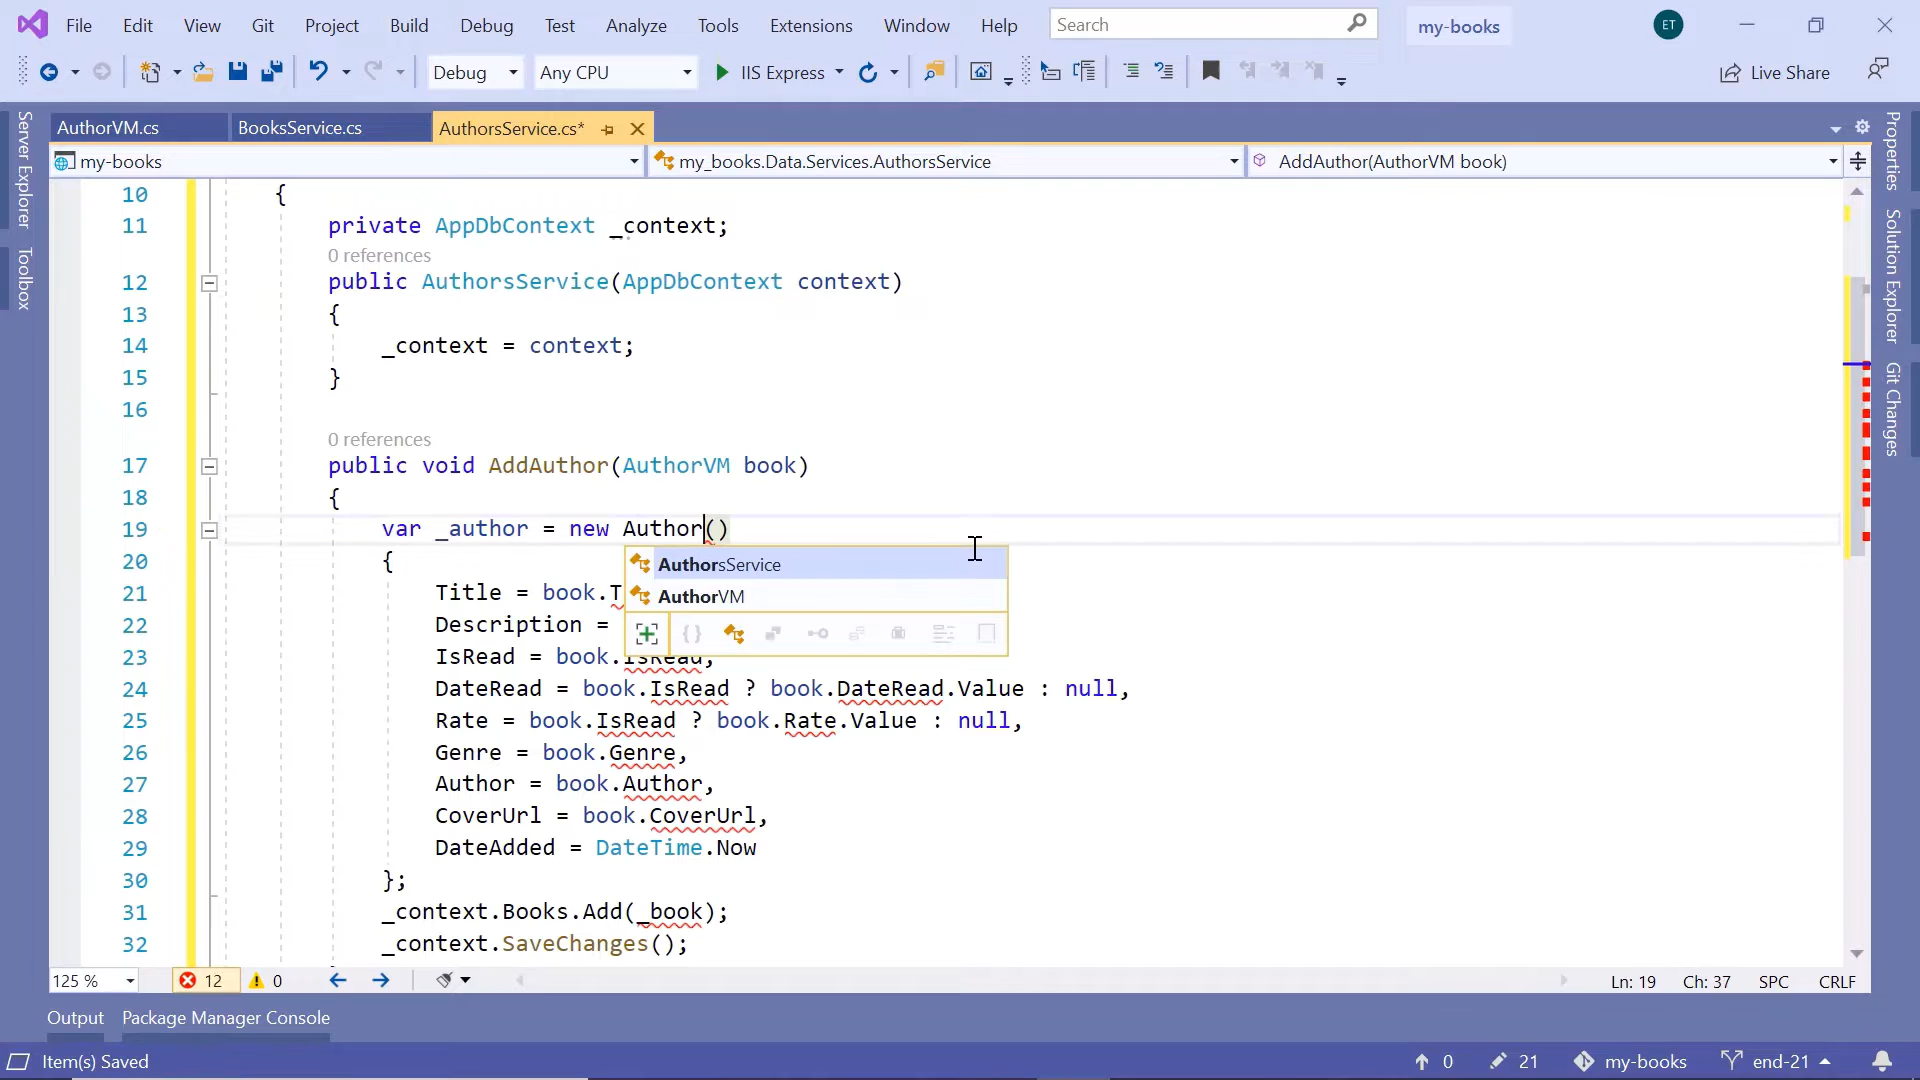 File Edit View Git Project Build Debug Test Analyze Tools Extensions Window Help Search my-books ET
Debug Any CPU IIS Express Live Share
AuthorVM.cs BooksService.cs AuthorsService.cs*
my-books my_books.Data.Services.AuthorsService AddAuthor(AuthorVM book)
Server Explorer
Toolbox
Properties
Solution Explorer
Git Changes
10 {
11 private AppDbContext _context;
0 references
12 public AuthorsService(AppDbContext context)
13 {
14 _context = context;
15 }
16
0 references
17 public void AddAuthor(AuthorVM book)
18 {
19 var _author = new Author()
20 {
AuthorsService
AuthorVM
21 Title = book.T
22 Description =
23 IsRead = book.IsRead,
24 DateRead = book.IsRead ? book.DateRead.Value : null,
25 Rate = book.IsRead ? book.Rate.Value : null,
26 Genre = book.Genre,
27 Author = book.Author,
28 CoverUrl = book.CoverUrl,
29 DateAdded = DateTime.Now
30 };
31 _context.Books.Add(_book);
32 _context.SaveChanges();
125 % 12 0 Ln: 19 Ch: 37 SPC CRLF
Output Package Manager Console
Item(s) Saved 0 21 my-books end-21